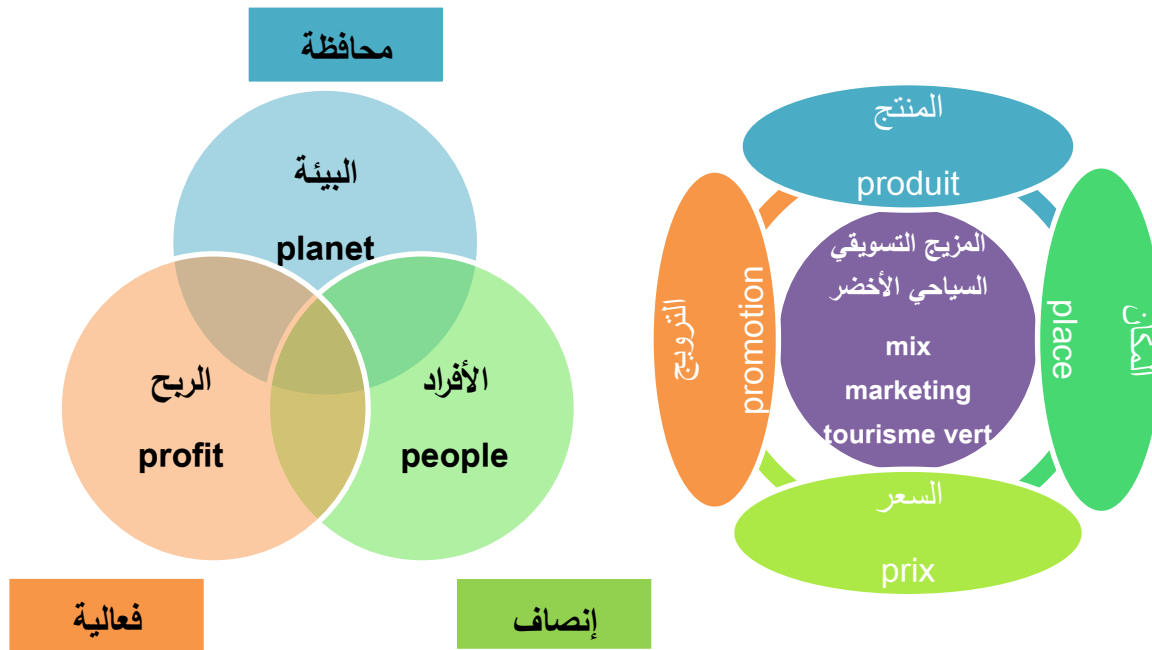 محافظة
البيئة
planet
الربح
profit
الأفراد
people
فعالية
إنصاف
المنتج
produit
الترويج
promotion
المزيج التسويقي
السياحي الأخضر
mix
marketing
tourisme vert
المكان
place
السعر
prix